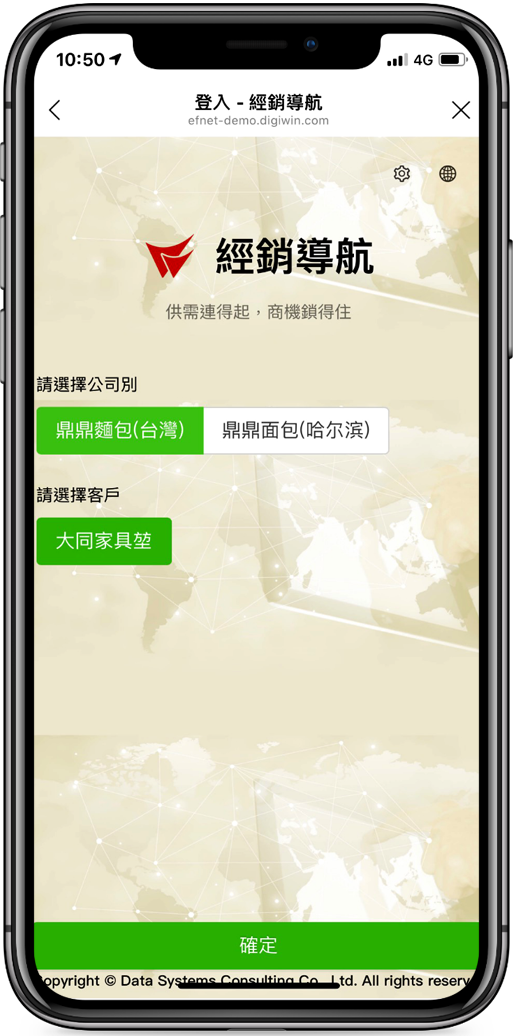 10:50
4G
登入 - 經銷導航
efnet-demo.digiwin.com
經銷導航
供需連得起，商機鎖得住
請選擇公司別
鼎鼎麵包(台灣) 鼎鼎面包(哈尔滨)
請選擇客戶
大同家具堃
確定
opyright © Data Systems Consulting Co., Ltd. All rights reserv